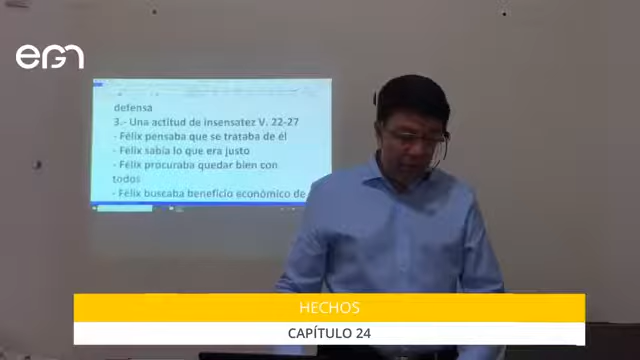 ergn
defensa
3.- Una actitud de insensatez V. 22-27
- Félix pensaba que se trataba de él
- Félix sabía lo que era justo
- Félix procuraba quedar bien con
todos
- Félix buscaba beneficio económico de
HECHOS
CAPÍTULO 24